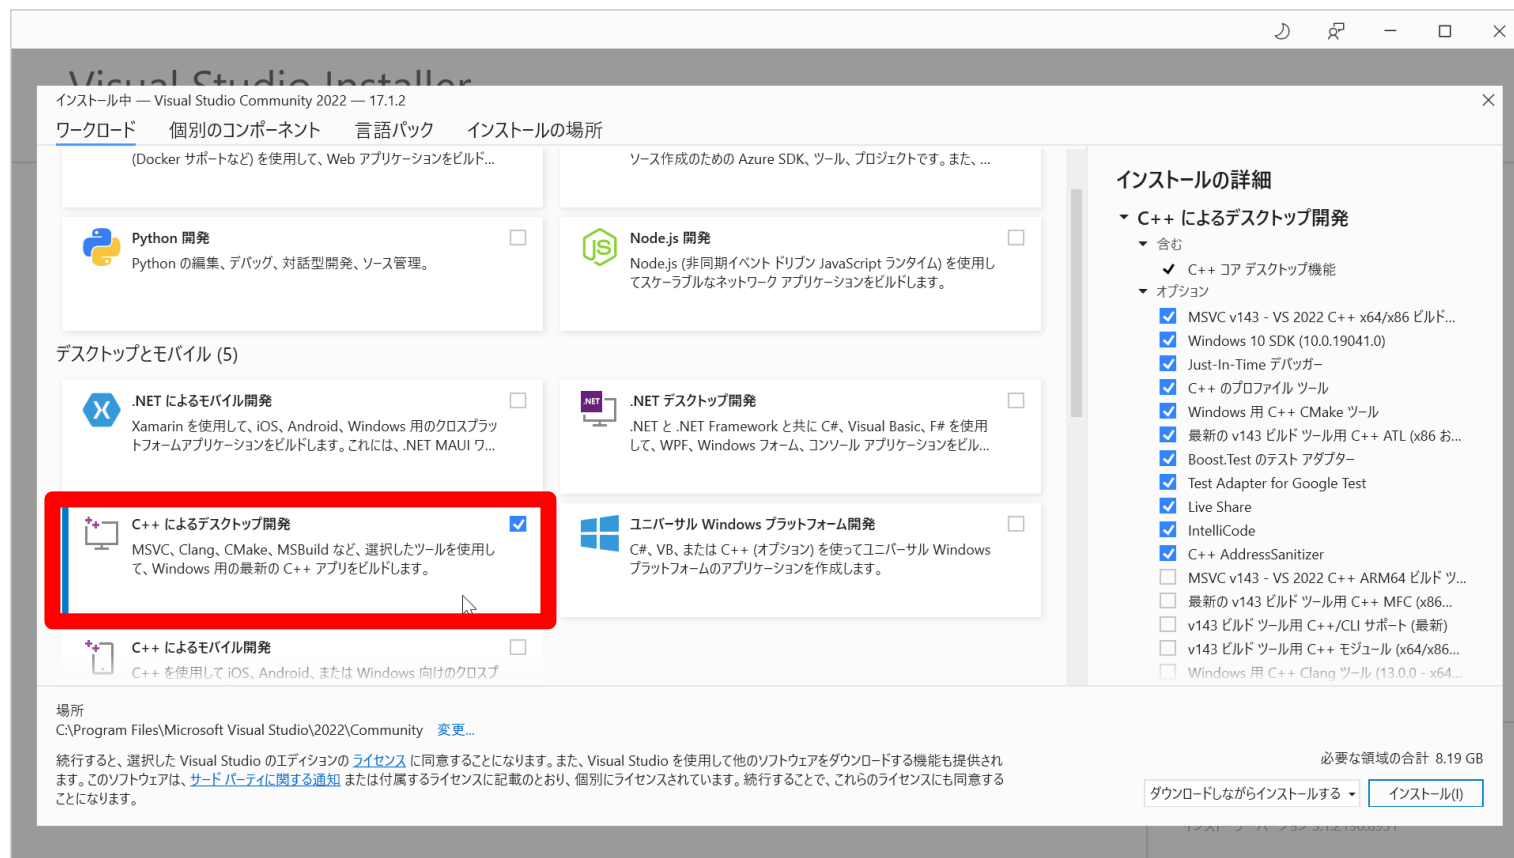 Visual Studio Installer
インストール中 — Visual Studio Community 2022 — 17.1.2
ワークロード 個別のコンポーネント 言語パック インストールの場所
(Docker サポートなど) を使用して、Web アプリケーションをビルド...
ソース作成のための Azure SDK、ツール、プロジェクトです。また、...
Python 開発
Python の編集、デバッグ、対話型開発、ソース管理。
Node.js 開発
Node.js (非同期イベント ドリブン JavaScript ランタイム) を使用し
てスケーラブルなネットワーク アプリケーションをビルドします。
デスクトップとモバイル (5)
.NET によるモバイル開発
Xamarin を使用して、iOS、Android、Windows 用のクロスプラッ
トフォームアプリケーションをビルドします。これには、.NET MAUI ワ...
.NET
.NET デスクトップ開発
.NET と .NET Framework と共に C#、Visual Basic、F# を使用
して、WPF、Windows フォーム、コンソール アプリケーションをビル...
C++ によるデスクトップ開発
MSVC、Clang、CMake、MSBuild など、選択したツールを使用し
て、Windows 用の最新の C++ アプリをビルドします。
ユニバーサル Windows プラットフォーム開発
C#、VB、または C++ (オプション) を使ってユニバーサル Windows
プラットフォームのアプリケーションを作成します。
C++ によるモバイル開発
C++ を使用して iOS、Android、または Windows 向けのクロスプ
インストールの詳細
C++ によるデスクトップ開発
含む
C++ コア デスクトップ機能
オプション
MSVC v143 - VS 2022 C++ x64/x86 ビルド...
Windows 10 SDK (10.0.19041.0)
Just-In-Time デバッガー
C++ のプロファイル ツール
Windows 用 C++ CMake ツール
最新の v143 ビルド ツール用 C++ ATL (x86 お...
Boost.Test のテスト アダプター
Test Adapter for Google Test
Live Share
IntelliCode
C++ AddressSanitizer
MSVC v143 - VS 2022 C++ ARM64 ビルド ツ...
最新の v143 ビルド ツール用 C++ MFC (x86...
v143 ビルド ツール用 C++/CLI サポート (最新)
v143 ビルド ツール用 C++ モジュール (x64/x86...
Windows 用 C++ Clang ツール (13.0.0 - x64...
場所
C:\Program Files\Microsoft Visual Studio\2022\Community 変更...
続行すると、選択した Visual Studio のエディションの ライセンス に同意することになります。また、Visual Studio を使用して他のソフトウェアをダウンロードする機能も提供され
ます。このソフトウェアは、サード パーティに関する通知 または付属するライセンスに記載のとおり、個別にライセンスされています。続行することで、これらのライセンスにも同意する
ことになります。
必要な領域の合計 8.19 GB
ダウンロードしながらインストールする インストール(I)